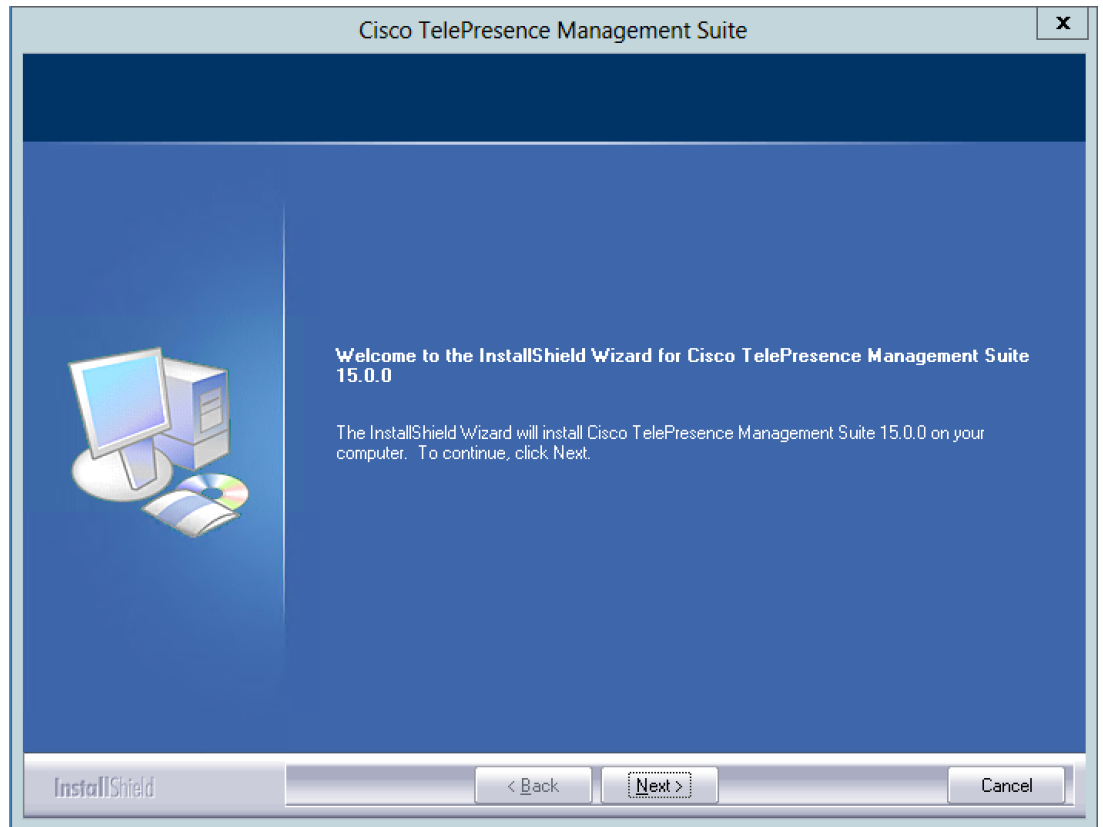 Cisco TelePresence Management Suite
x
Welcome to the InstallShield Wizard for Cisco TelePresence Management Suite
15.0.0
The InstallShield Wizard will install Cisco TelePresence Management Suite 15.0.0 on your
computer.  To continue, click Next.
InstallShield
< Back
Next >
Cancel